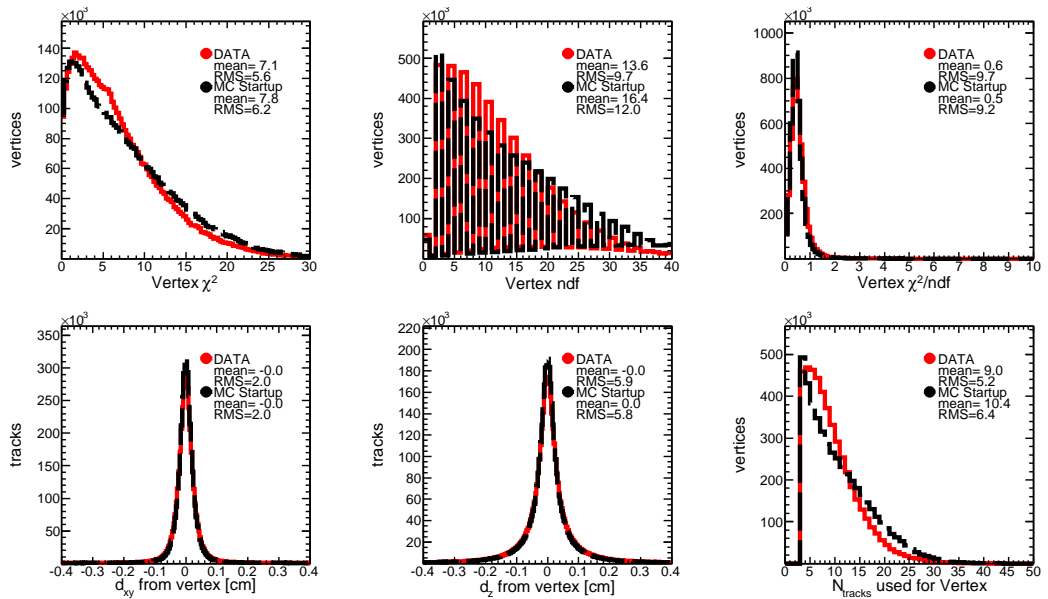 ×10³
vertices
140
120
100
80
60
40
20
0 5 10 15 20 25 30
Vertex χ²
DATA
mean= 7.1
RMS=5.6
MC Startup
mean= 7.8
RMS=6.2
×10³
vertices
500
400
300
200
100
0 5 10 15 20 25 30 35 40
Vertex ndf
DATA
mean= 13.6
RMS=9.7
MC Startup
mean= 16.4
RMS=12.0
×10³
vertices
1000
800
600
400
200
0 1 2 3 4 5 6 7 8 9 10
Vertex χ²/ndf
DATA
mean= 0.6
RMS=9.7
MC Startup
mean= 0.5
RMS=9.2
×10³
tracks
350
300
250
200
150
100
50
-0.4 -0.3 -0.2 -0.1 0 0.1 0.2 0.3 0.4
d_xy from vertex [cm]
DATA
mean= -0.0
RMS=2.0
MC Startup
mean= -0.0
RMS=2.0
×10³
tracks
220
200
180
160
140
120
100
80
60
40
20
-0.4 -0.3 -0.2 -0.1 0 0.1 0.2 0.3 0.4
d_z from vertex [cm]
DATA
mean= -0.0
RMS=5.9
MC Startup
mean= 0.0
RMS=5.8
×10³
vertices
500
400
300
200
100
0 5 10 15 20 25 30 35 40 45 50
N_tracks used for Vertex
DATA
mean= 9.0
RMS=5.2
MC Startup
mean= 10.4
RMS=6.4